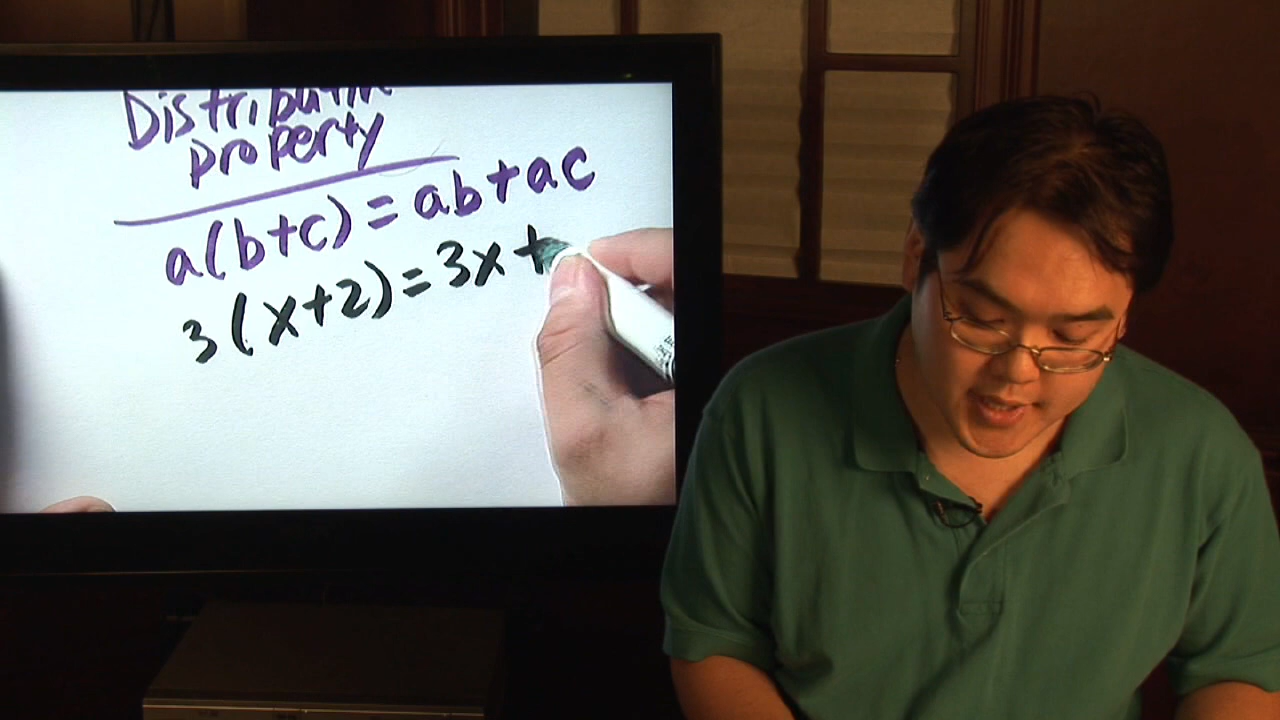 Distributive
property
a(b+c)=ab+ac
3(x+2)=3x+